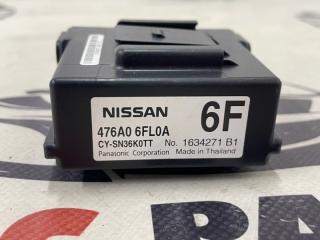 NISSAN 6F
476A0 6FL0A
CY-SN36K0TT No. 1634271 B1
Panasonic Corporation Made in Thailand